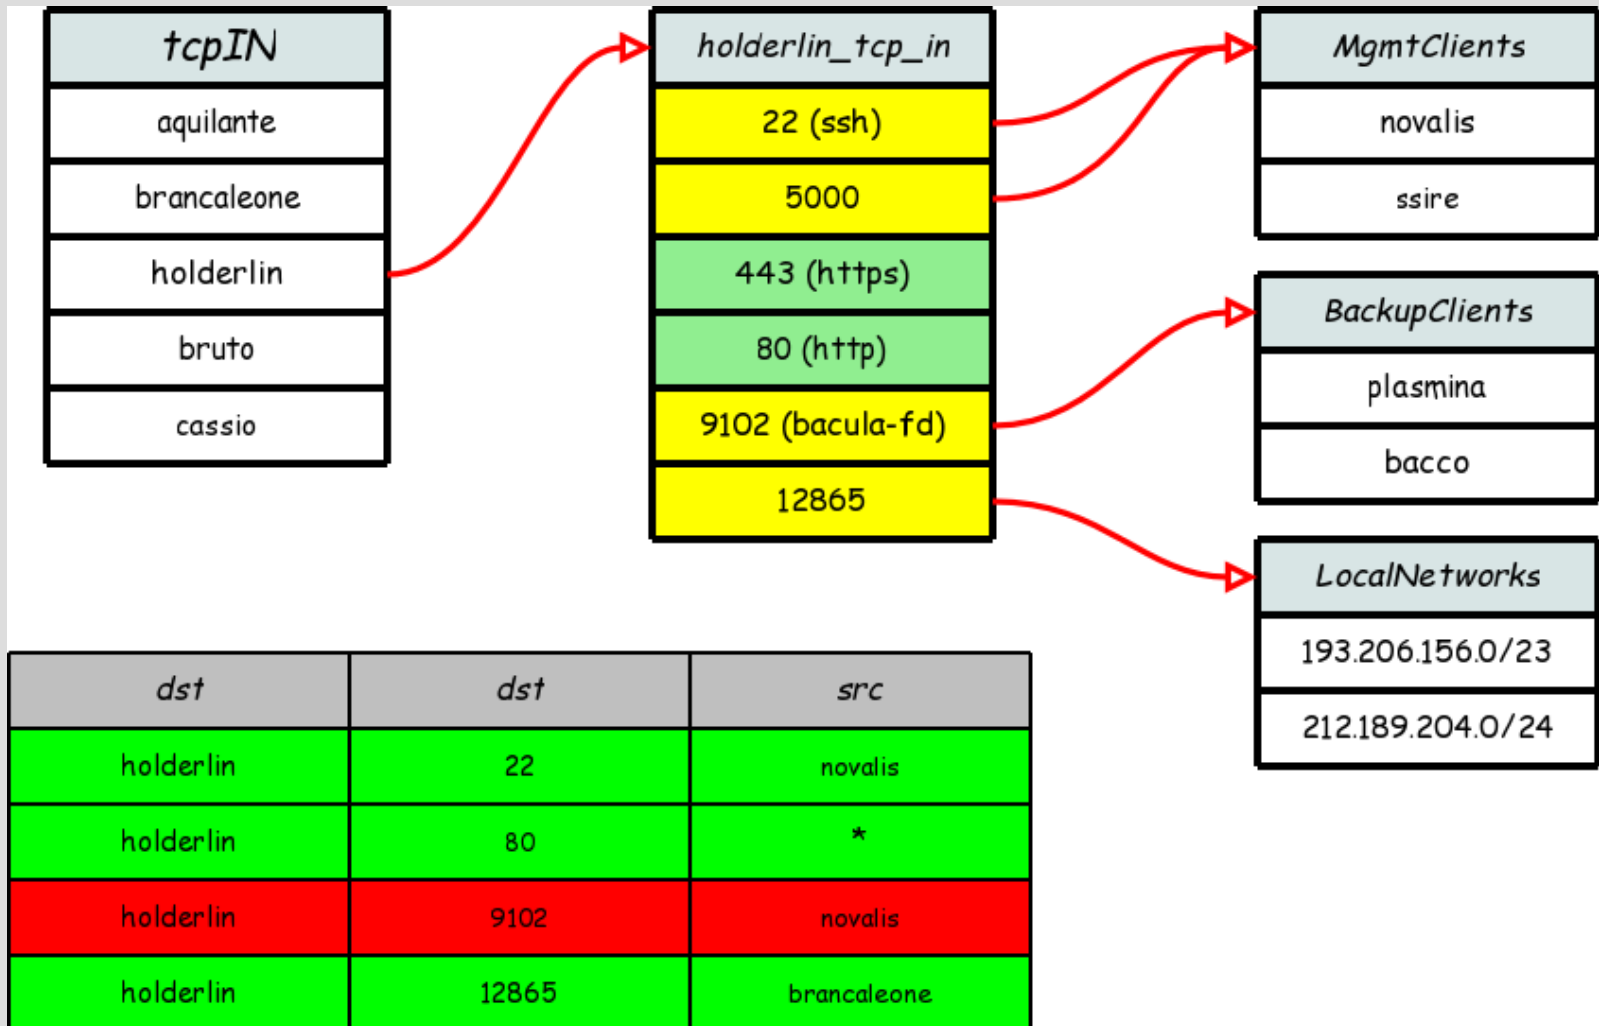 tcpIN
aquilante
brancaleone
holderlin
bruto
cassio
holderlin_tcp_in
22 (ssh)
5000
443 (https)
80 (http)
9102 (bacula-fd)
12865
MgmtClients
novalis
ssire
BackupClients
plasmina
bacco
LocalNetworks
193.206.156.0/23
212.189.204.0/24
dst dst src
holderlin 22 novalis
holderlin 80 *
holderlin 9102 novalis
holderlin 12865 brancaleone